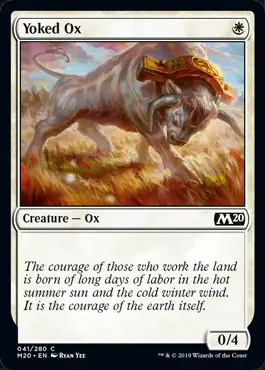 Yoked Ox
Creature — Ox
M20
The courage of those who work the land
is born of long days of labor in the hot
summer sun and the cold winter wind.
It is the courage of the earth itself.
0/4
041/280 C
M20 • EN Ryan Yee
™ & © 2019 Wizards of the Coast